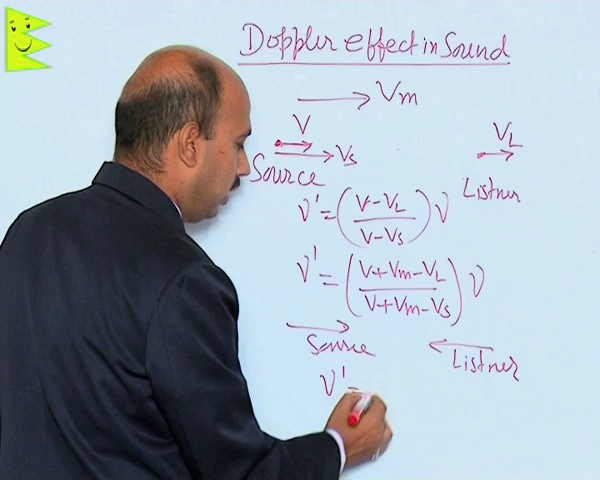 Doppler effect in Sound
→ Vm
V
Vs
VL
Source
Listner
ν' = (V-VL / V-Vs) ν
ν' = (V+Vm-VL / V+Vm-Vs) ν
Source
Listner
ν' =